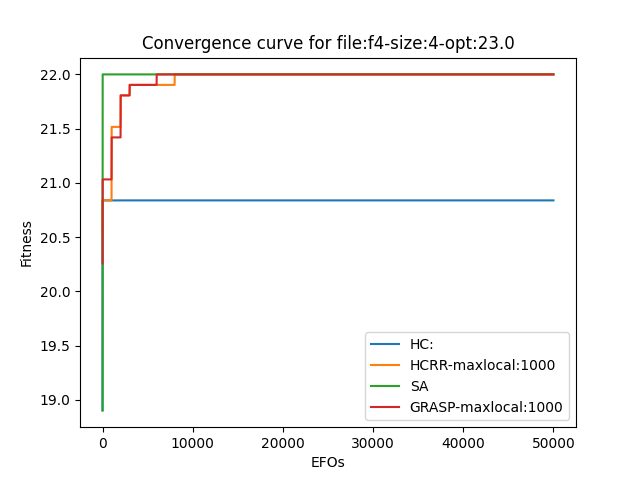 Convergence curve for file:f4-size:4-opt:23.0
22.0
21.5
21.0
20.5
20.0
19.5
19.0
Fitness
0
10000
20000
30000
40000
50000
EFOs
HC:
HCRR-maxlocal:1000
SA
GRASP-maxlocal:1000